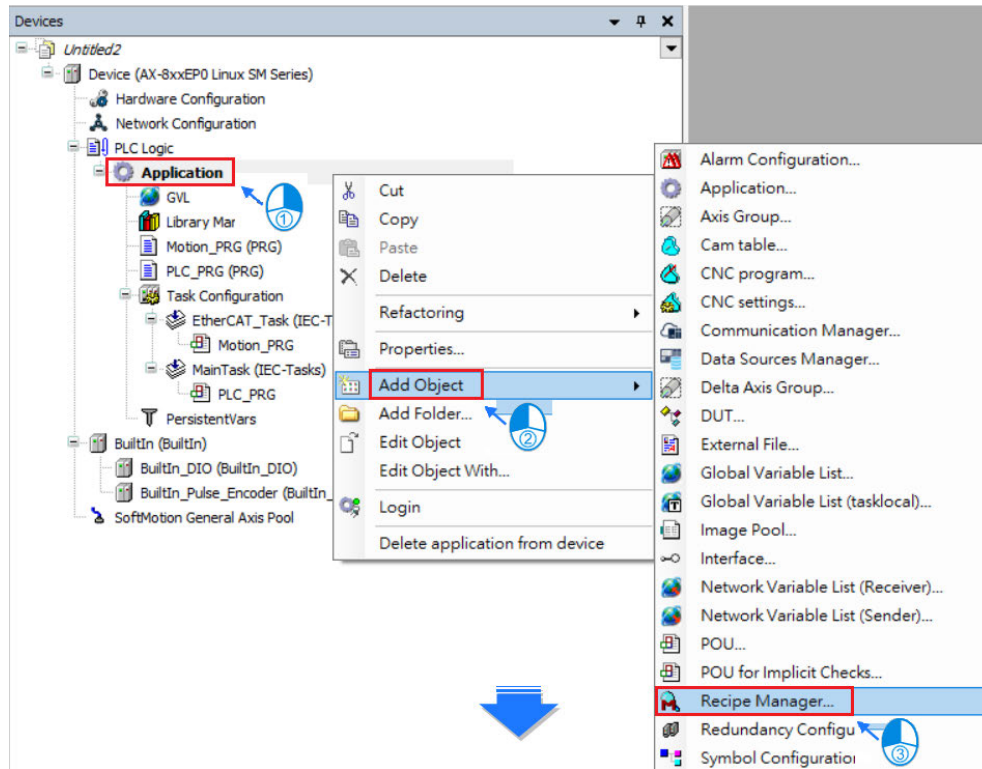 Devices
Untitled2
Device (AX-8xxEP0 Linux SM Series)
Hardware Configuration
Network Configuration
PLC Logic
Application
①
GVL
Library Mar
Motion_PRG (PRG)
PLC_PRG (PRG)
Task Configuration
EtherCAT_Task (IEC-T
Motion_PRG
MainTask (IEC-Tasks)
PLC_PRG
PersistentVars
BuiltIn (BuiltIn)
BuiltIn_DIO (BuiltIn_DIO)
BuiltIn_Pulse_Encoder (BuiltIn_
SoftMotion General Axis Pool
Cut
Copy
Paste
Delete
Refactoring
Properties...
Add Object
②
Add Folder...
Edit Object
Edit Object With...
Login
Delete application from device
Alarm Configuration...
Application...
Axis Group...
Cam table...
CNC program...
CNC settings...
Communication Manager...
Data Sources Manager...
Delta Axis Group...
DUT...
External File...
Global Variable List...
Global Variable List (tasklocal)...
Image Pool...
Interface...
Network Variable List (Receiver)...
Network Variable List (Sender)...
POU...
POU for Implicit Checks...
Recipe Manager...
Redundancy Configu
③
Symbol Configuration